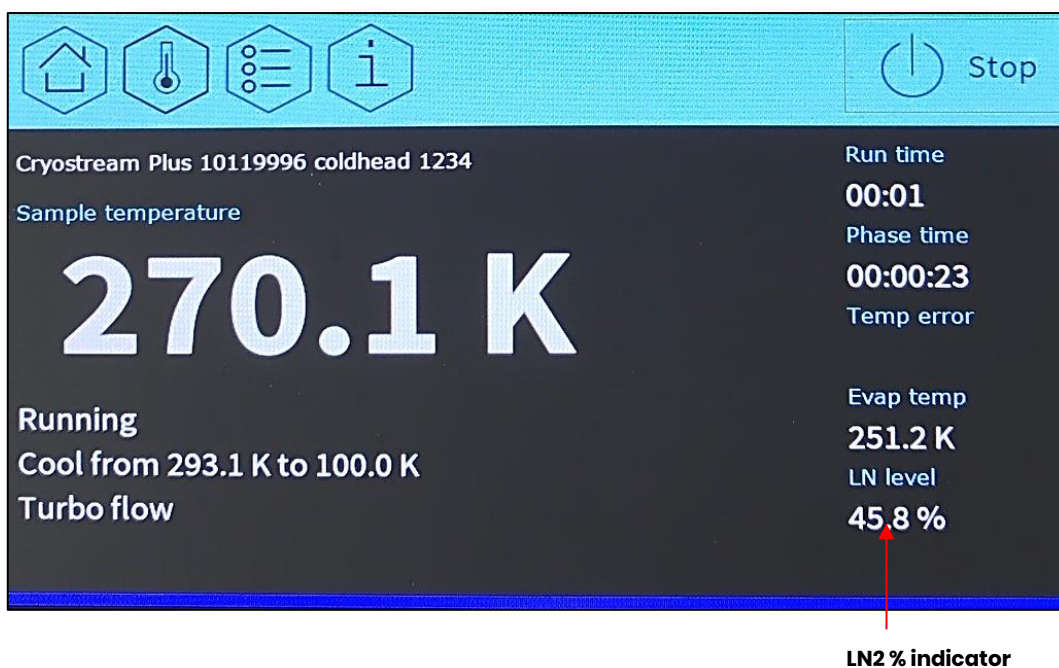 Stop
Cryostream Plus 10119996 coldhead 1234
Sample temperature
270.1 K
Running
Cool from 293.1 K to 100.0 K
Turbo flow
Run time
00:01
Phase time
00:00:23
Temp error
Evap temp
251.2 K
LN level
45.8 %
LN2 % indicator